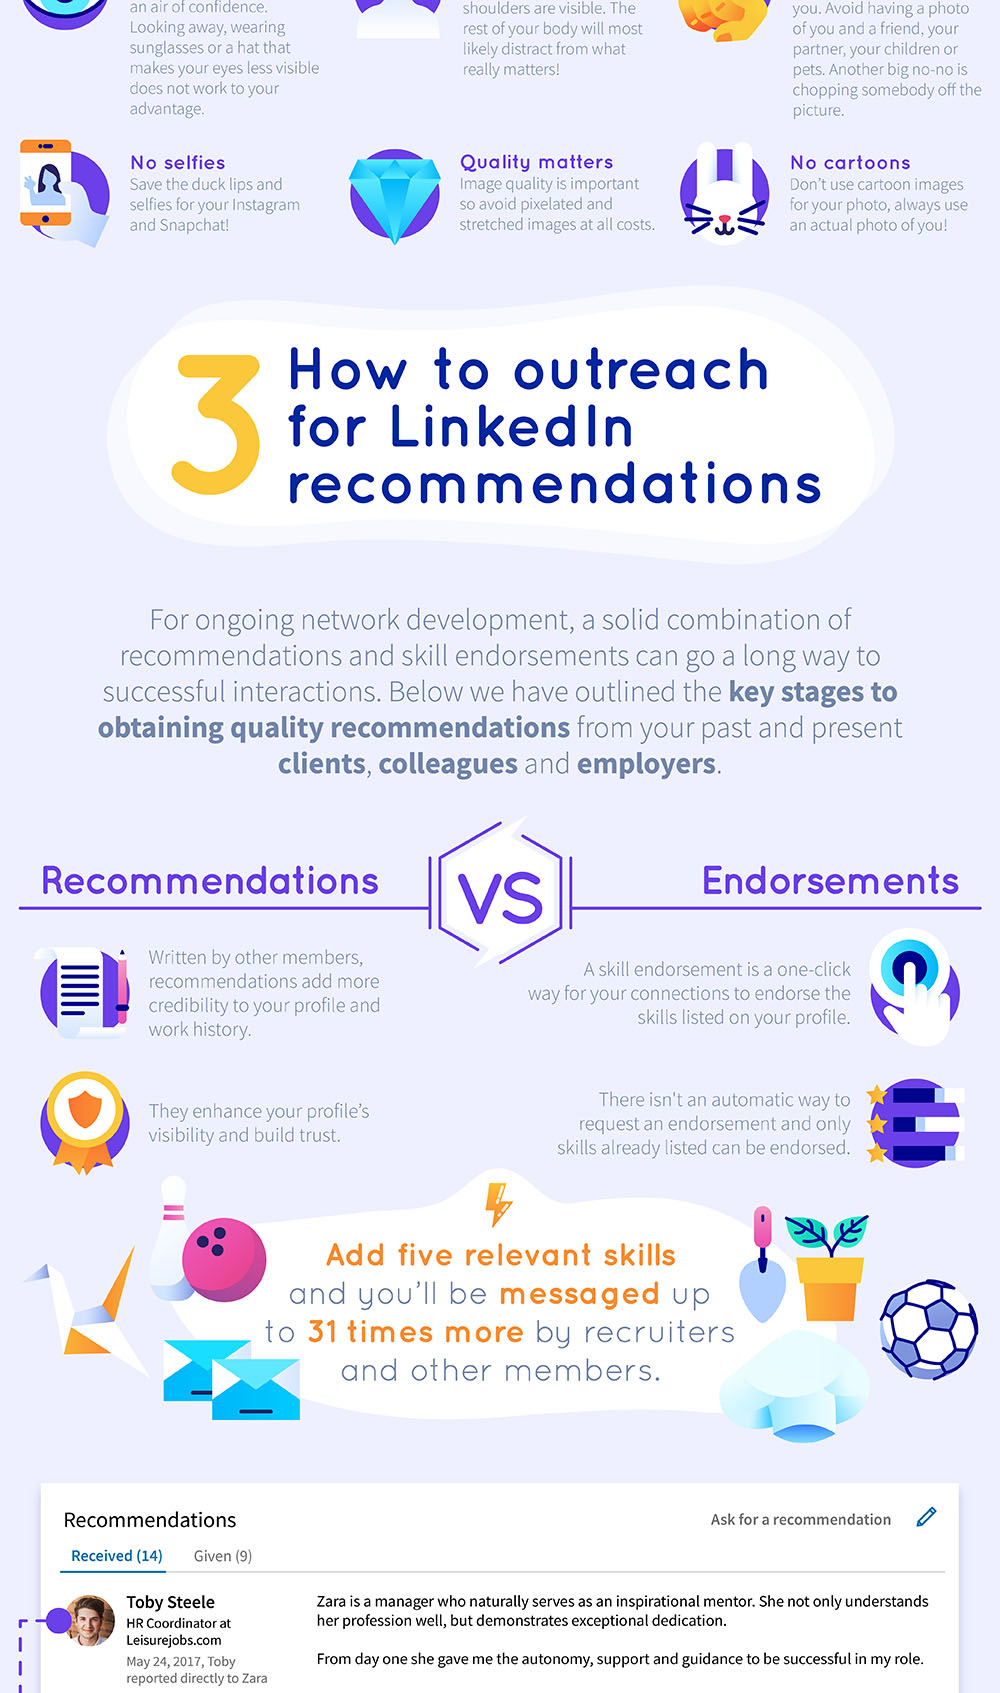 an air of confidence.
Looking away, wearing
sunglasses or a hat that
makes your eyes less visible
does not work to your
advantage.
shoulders are visible. The
rest of your body will most
likely distract from what
really matters!
you. Avoid having a photo
of you and a friend, your
partner, your children or
pets. Another big no-no is
chopping somebody off the
picture.
No selfies
Save the duck lips and
selfies for your Instagram
and Snapchat!
Quality matters
Image quality is important
so avoid pixelated and
stretched images at all costs.
No cartoons
Don't use cartoon images
for your photo, always use
an actual photo of you!
3
How to outreach
for LinkedIn
recommendations
For ongoing network development, a solid combination of
recommendations and skill endorsements can go a long way to
successful interactions. Below we have outlined the key stages to
obtaining quality recommendations from your past and present
clients, colleagues and employers.
Recommendations
VS
Endorsements
Written by other members,
recommendations add more
credibility to your profile and
work history.
A skill endorsement is a one-click
way for your connections to endorse the
skills listed on your profile.
They enhance your profile's
visibility and build trust.
There isn't an automatic way to
request an endorsement and only
skills already listed can be endorsed.
Add five relevant skills
and you'll be messaged up
to 31 times more by recruiters
and other members.
Recommendations
Ask for a recommendation
Received (14)
Given (9)
Toby Steele
HR Coordinator at
Leisurejobs.com
May 24, 2017, Toby
reported directly to Zara
Zara is a manager who naturally serves as an inspirational mentor. She not only understands
her profession well, but demonstrates exceptional dedication.
From day one she gave me the autonomy, support and guidance to be successful in my role.